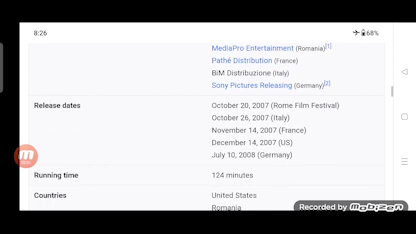 8:26
68%
MediaPro Entertainment (Romania)[1]
Pathé Distribution (France)
BiM Distribuzione (Italy)
Sony Pictures Releasing (Germany)[2]
Release dates
October 20, 2007 (Rome Film Festival)
October 26, 2007 (Italy)
November 14, 2007 (France)
December 14, 2007 (US)
July 10, 2008 (Germany)
Running time
124 minutes
Countries
United States
Romania
Recorded by Mobizen